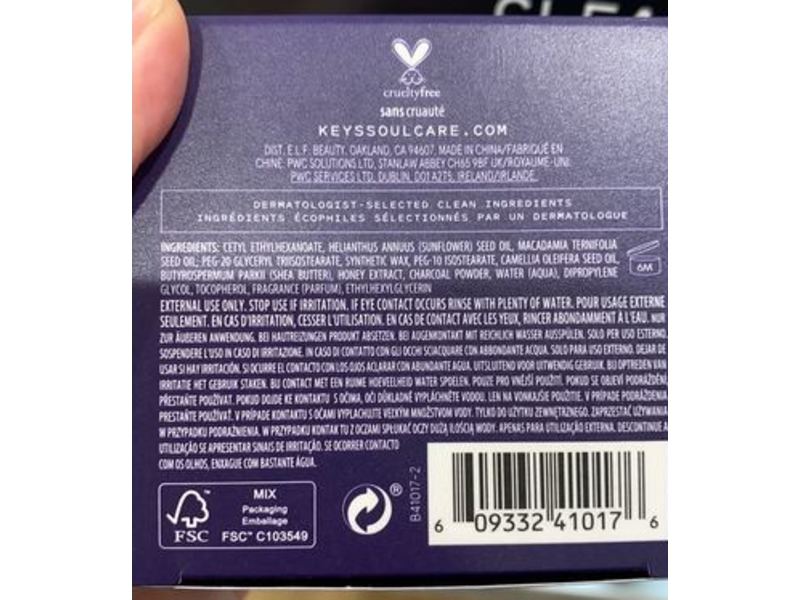 CLEA
crueltyfree
sans cruauté
KEYSSOULCARE.COM
DIST. E.L.F. BEAUTY, OAKLAND, CA 94607. MADE IN CHINA/FABRIQUÉ EN
CHINE. PWC SOLUTIONS LTD, STANLAW ABBEY CH65 9BF UK/ROYAUME-UNI.
PWC SERVICES LTD, DUBLIN, D01 A2T5, IRELAND/IRLANDE.
DERMATOLOGIST-SELECTED CLEAN INGREDIENTS
INGRÉDIENTS ÉCOPHILES SÉLECTIONNÉS PAR UN DERMATOLOGUE
INGREDIENTS: CETYL ETHYLHEXANOATE, HELIANTHUS ANNUUS (SUNFLOWER) SEED OIL, MACADAMIA TERNIFOLIA
SEED OIL, PEG-20 GLYCERYL TRIISOSTEARATE, SYNTHETIC WAX, PEG-10 ISOSTEARATE, CAMELLIA OLEIFERA SEED OIL,
BUTYROSPERMUM PARKII (SHEA BUTTER), HONEY EXTRACT, CHARCOAL POWDER, WATER (AQUA), DIPROPYLENE
GLYCOL, TOCOPHEROL, FRAGRANCE (PARFUM), ETHYLHEXYLGLYCERIN
6M
EXTERNAL USE ONLY. STOP USE IF IRRITATION. IF EYE CONTACT OCCURS RINSE WITH PLENTY OF WATER. POUR USAGE EXTERNE
SEULEMENT. EN CAS D'IRRITATION, CESSER L'UTILISATION. EN CAS DE CONTACT AVEC LES YEUX, RINCER ABONDAMMENT À L'EAU. NUR
ZUR ÄUßEREN ANWENDUNG. BEI HAUTREIZUNGEN PRODUKT ABSETZEN. BEI AUGENKONTAKT MIT REICHLICH WASSER AUSSPÜLEN. SOLO PER USO ESTERNO.
SOSPENDERE L'USO IN CASO DI IRRITAZIONE. IN CASO DI CONTATTO CON GLI OCCHI SCIACQUARE CON ABBONDANTE ACQUA. SOLO PARA USO EXTERNO. DEJAR DE
USAR SI HAY IRRITACIÓN. SI OCURRE EL CONTACTO CON LOS OJOS ACLARAR CON ABUNDANTE AGUA. UITSLUITEND VOOR UITWENDIG GEBRUIK. BIJ OPTREDEN VAN
IRRITATIE HET GEBRUIK STAKEN. BIJ CONTACT MET EEN RUIME HOEVEELHEID WATER SPOELEN. POUZE PRO VNĚJŠÍ POUŽITÍ. POKUD SE OBJEVÍ PODRÁŽDĚNÍ,
PŘESTAŇTE POUŽÍVAT. POKUD DOJDE KE KONTAKTU S OČIMA, OČI DŮKLADNĚ VYPLÁCHNĚTE VODOU. LEN NA VONKAJŠIE POUŽITIE. V PRÍPADE PODRÁŽDENIA
PRESTAŇTE POUŽÍVAŤ. V PRÍPADE KONTAKTU S OČAMI VYPLÁCHNITE VEĽKÝM MNOŽSTVOM VODY. TYLKO DO UŻYTKU ZEWNĘTRZNEGO. ZAPRZESTAĆ UŻYWANIA
W PRZYPADKU PODRAŻNIENIA. W PRZYPADKU KONTAKTU Z OCZAMI SPŁUKAĆ OCZY DUŻĄ ILOŚCIĄ WODY. APENAS PARA UTILIZAÇÃO EXTERNA. DESCONTINUE A
UTILIZAÇÃO SE APRESENTAR SINAIS DE IRRITAÇÃO. SE OCORRER CONTACTO
COM OS OLHOS, ENXAGUE COM BASTANTE ÁGUA.
FSC
MIX
Packaging
Emballage
FSC™ C103549
®
B41017-2
6 09332 41017 6